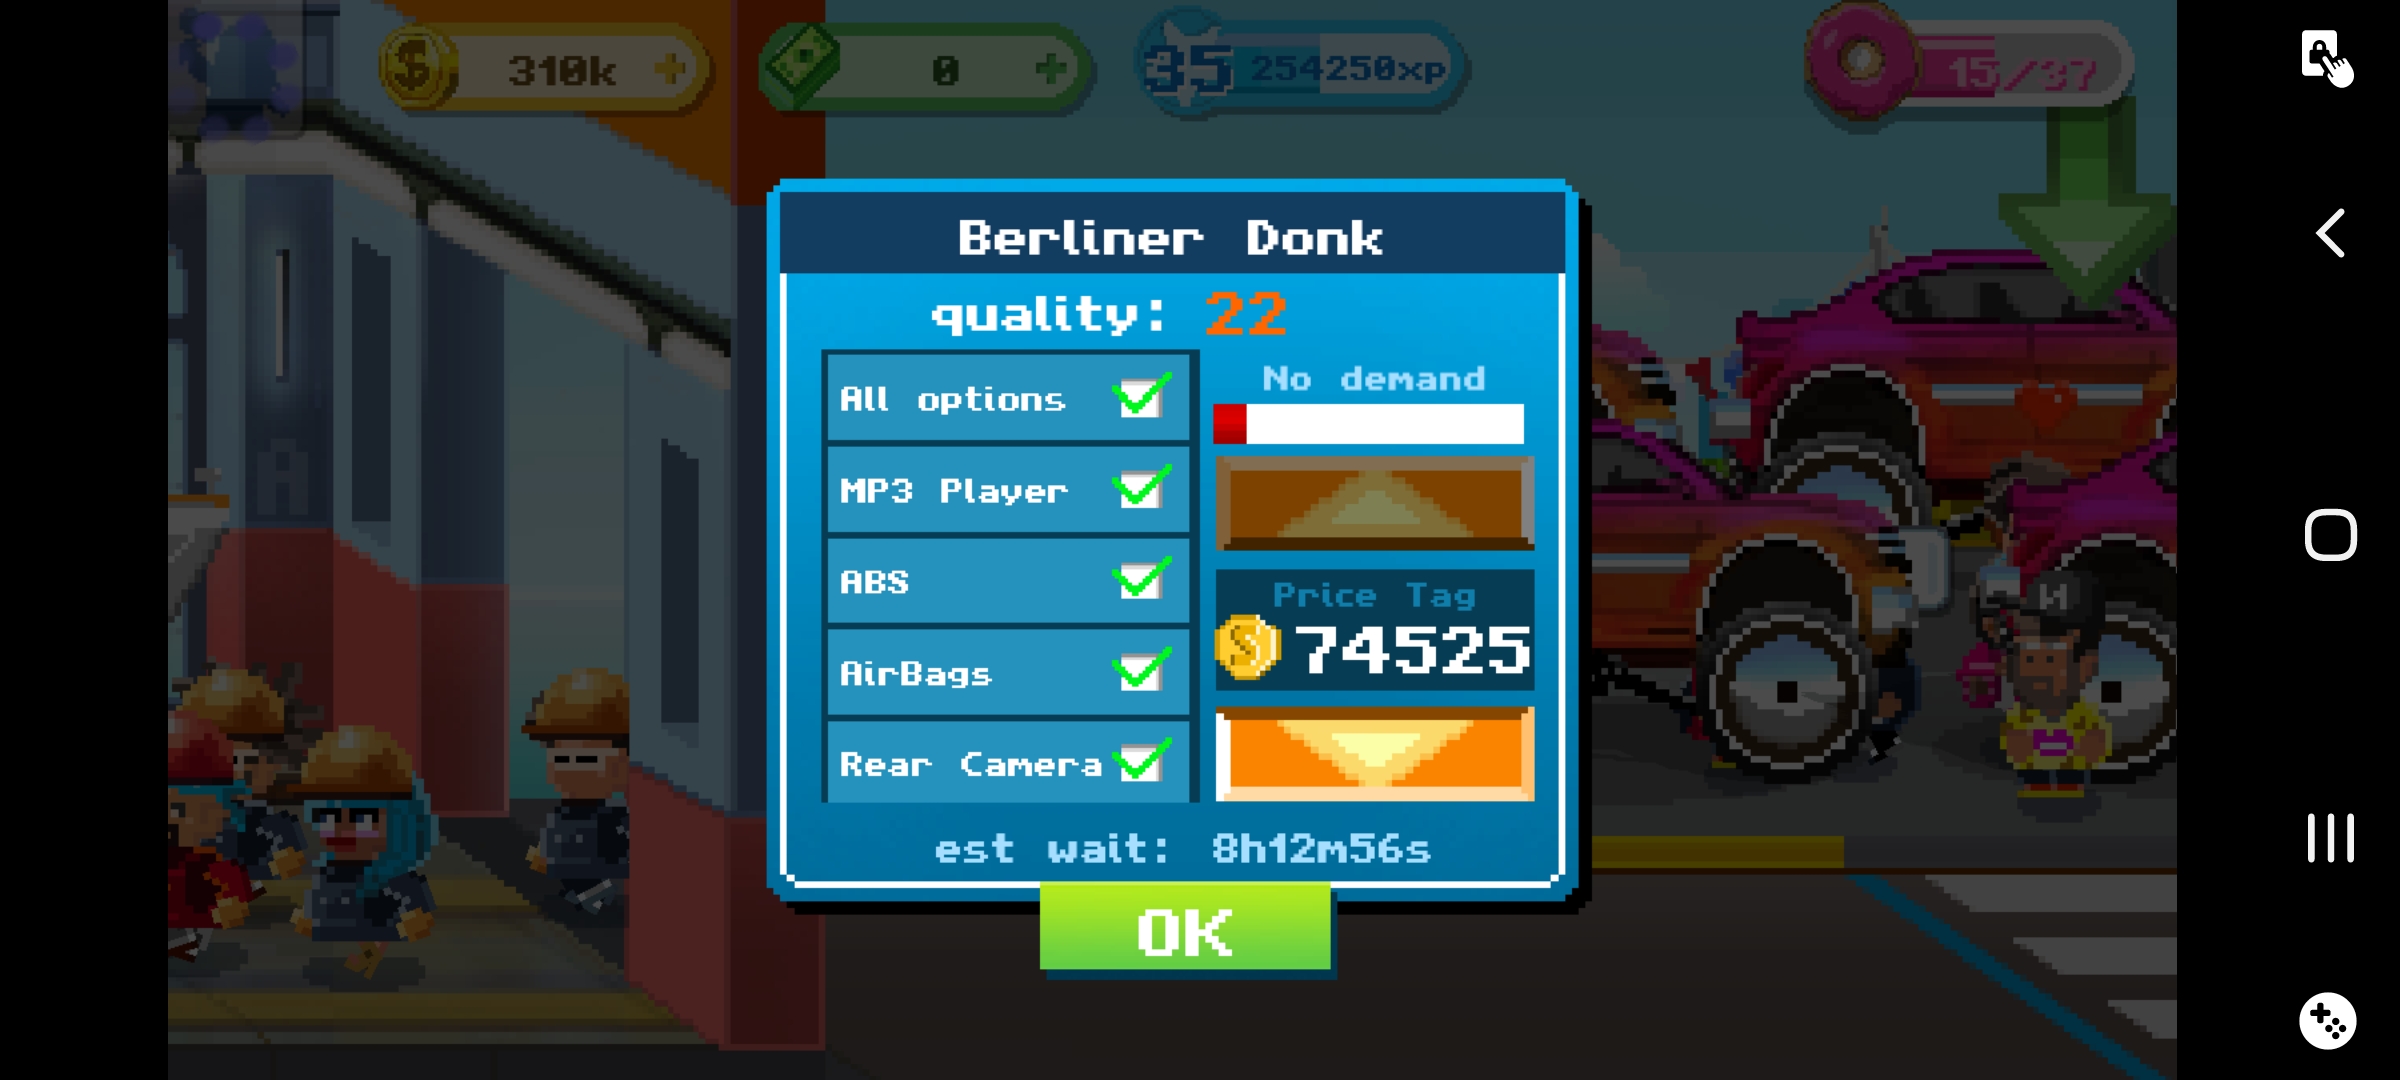 310k
0
35
254250xp
15/37
Berliner Donk
quality: 22
All options
MP3 Player
ABS
AirBags
Rear Camera
No demand
Price Tag
74525
est wait: 8h12m56s
OK
A
W